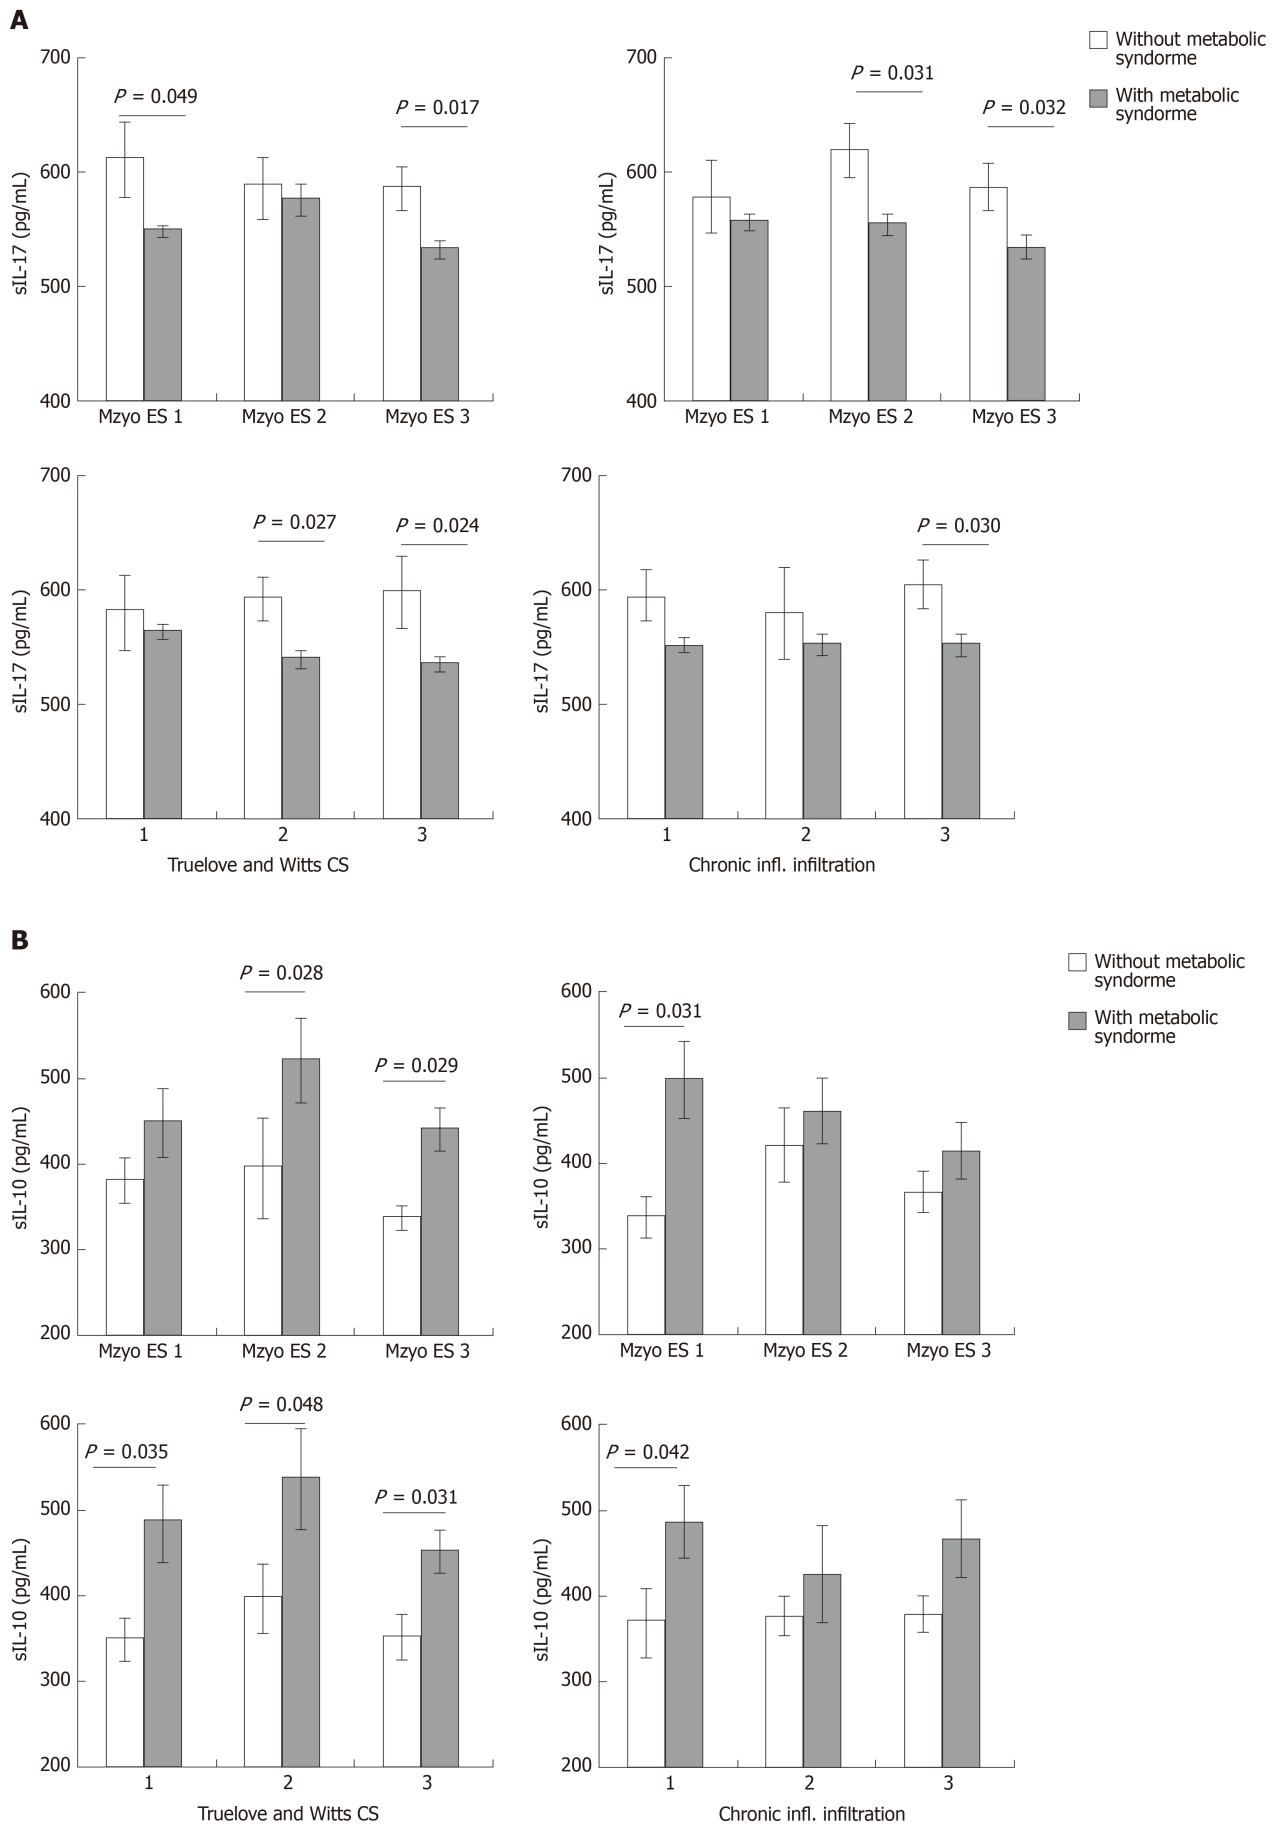 A
Without metabolic
syndorme
With metabolic
syndorme
700
600
500
400
sIL-17 (pg/mL)
P = 0.049
P = 0.017
Mzyo ES 1
Mzyo ES 2
Mzyo ES 3
700
600
500
400
sIL-17 (pg/mL)
P = 0.031
P = 0.032
Mzyo ES 1
Mzyo ES 2
Mzyo ES 3
700
600
500
400
sIL-17 (pg/mL)
P = 0.027
P = 0.024
1
2
3
Truelove and Witts CS
700
600
500
400
sIL-17 (pg/mL)
P = 0.030
1
2
3
Chronic infl. infiltration
B
Without metabolic
syndorme
With metabolic
syndorme
600
500
400
300
200
sIL-10 (pg/mL)
P = 0.028
P = 0.029
Mzyo ES 1
Mzyo ES 2
Mzyo ES 3
600
500
400
300
200
sIL-10 (pg/mL)
P = 0.031
Mzyo ES 1
Mzyo ES 2
Mzyo ES 3
600
500
400
300
200
sIL-10 (pg/mL)
P = 0.035
P = 0.048
P = 0.031
1
2
3
Truelove and Witts CS
600
500
400
300
200
sIL-10 (pg/mL)
P = 0.042
1
2
3
Chronic infl. infiltration